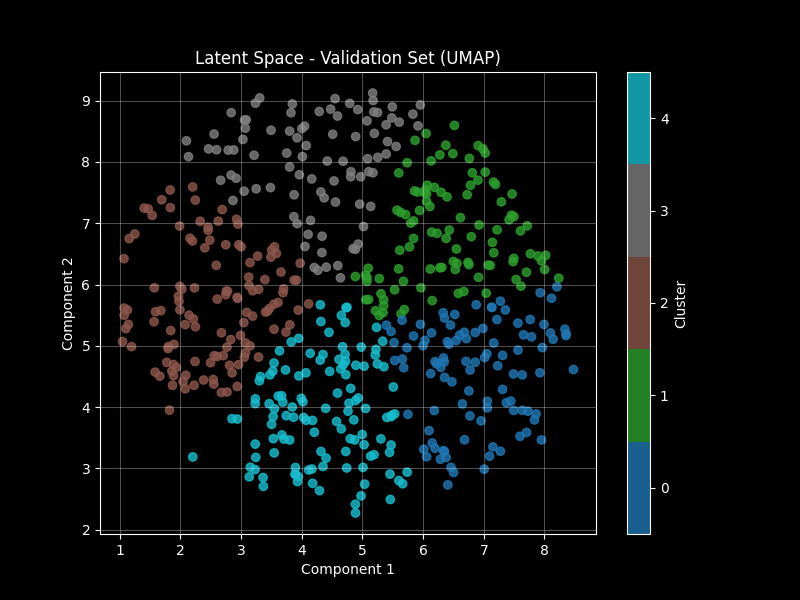 Latent Space - Validation Set (UMAP)
9
8
7
6
5
4
3
2
Component 2
1 2 3 4 5 6 7 8
Component 1
4
3
2
1
0
Cluster